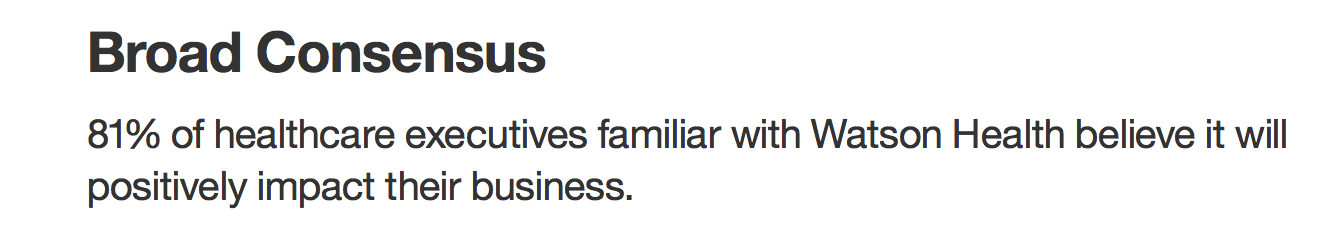 Broad Consensus
81% of healthcare executives familiar with Watson Health believe it will
positively impact their business.